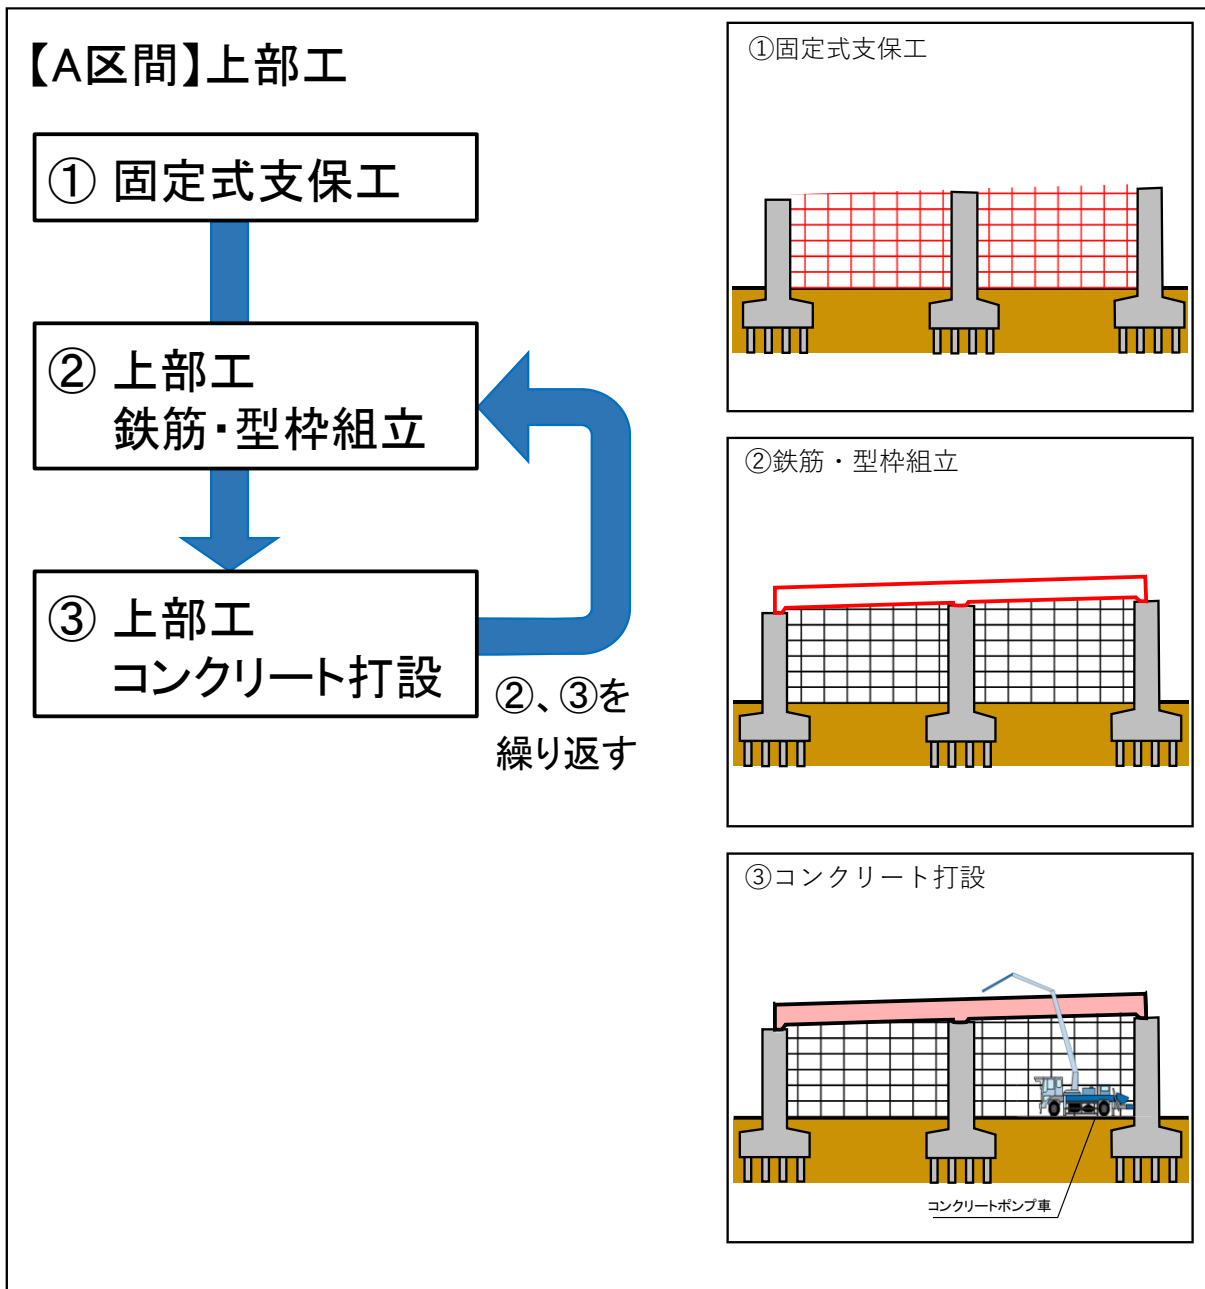 【A区間】上部工
① 固定式支保工
② 上部工
鉄筋・型枠組立
③ 上部工
コンクリート打設
②、③を
繰り返す
①固定式支保工
②鉄筋・型枠組立
③コンクリート打設
コンクリートポンプ車